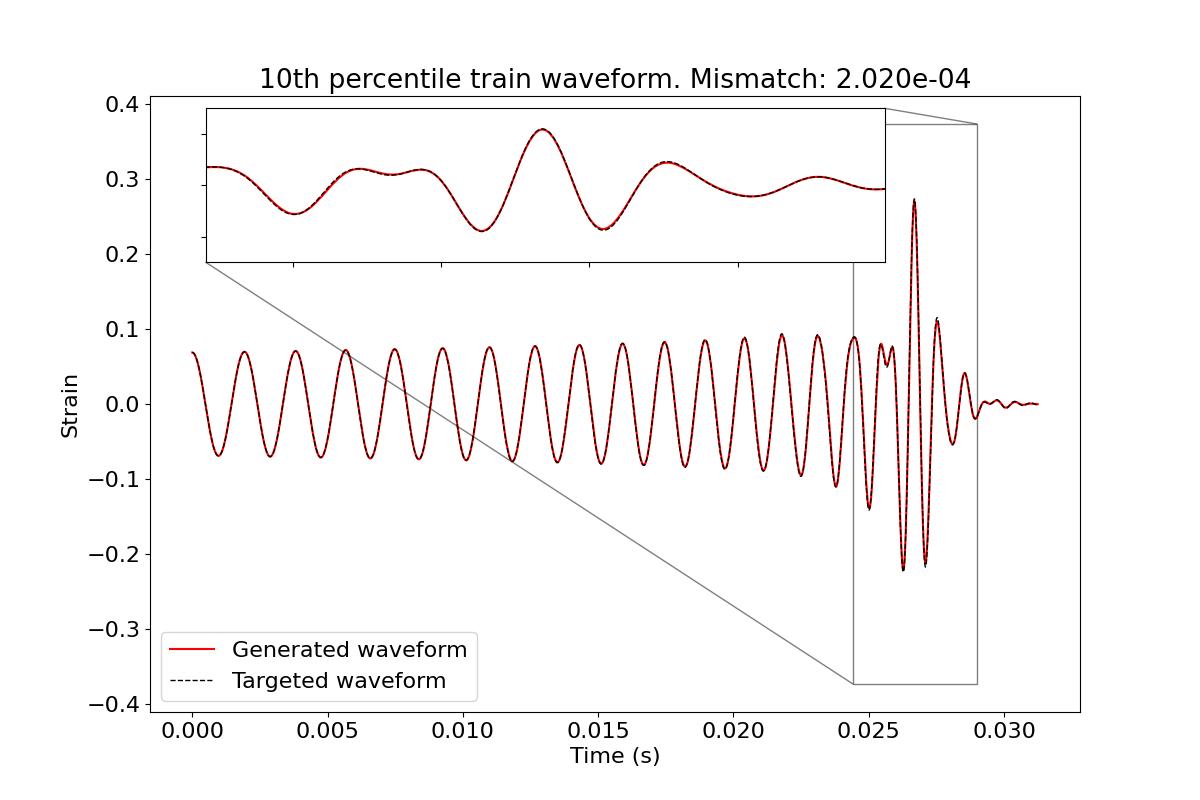 10th percentile train waveform. Mismatch: 2.020e-04
0.4
0.3
0.2
0.1
0.0
−0.1
−0.2
−0.3
−0.4
Strain
Generated waveform
Targeted waveform
0.000 0.005 0.010 0.015 0.020 0.025 0.030
Time (s)